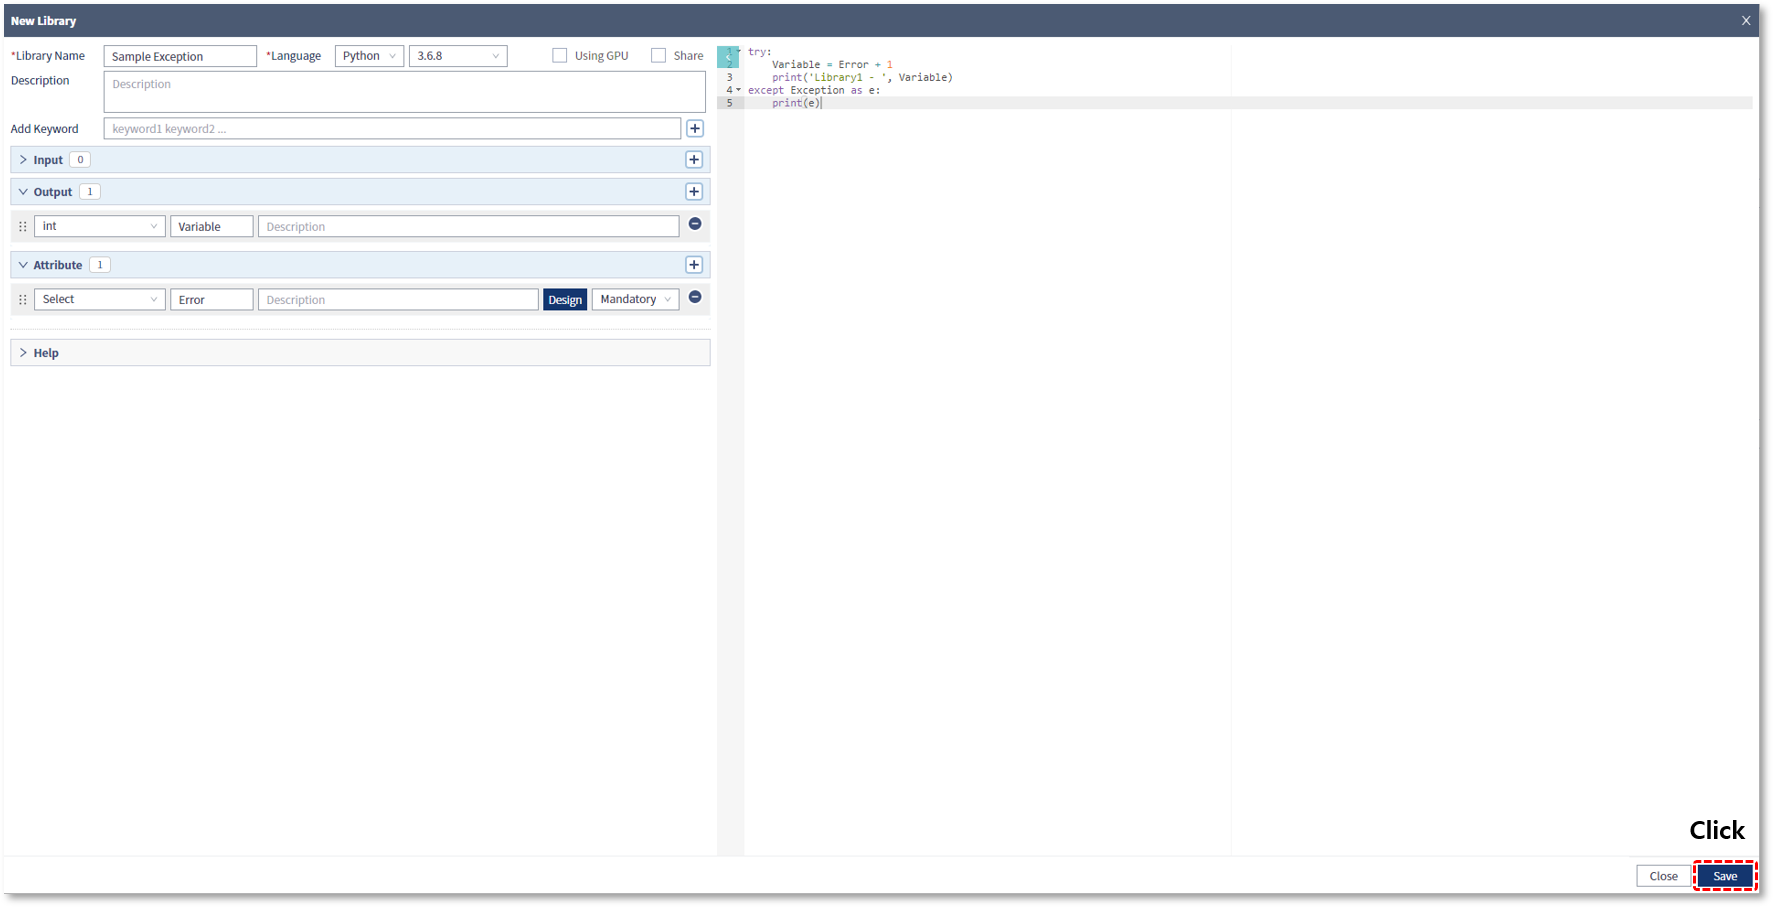 New Library X
*Library Name Sample Exception *Language Python 3.6.8 Using GPU Share
Description Description
Add Keyword keyword1 keyword2 ...
Input 0
Output 1
int Variable Description
Attribute 1
Select Error Description Design Mandatory
Help
1 try:
2 Variable = Error + 1
3 print('Library1 - ', Variable)
4 except Exception as e:
5 print(e)
Click
Close Save